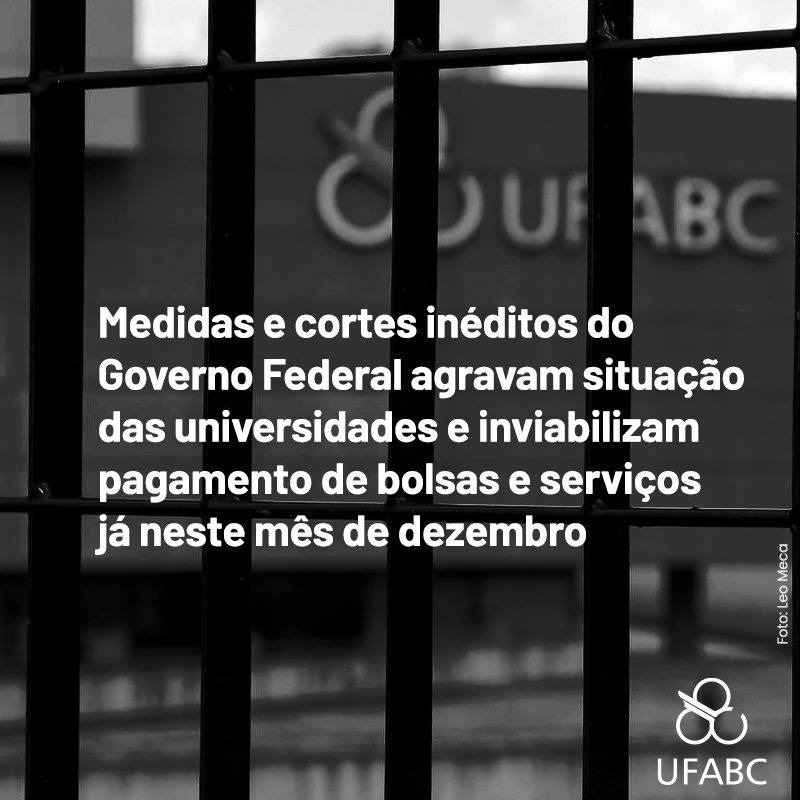 UFABC
Medidas e cortes inéditos do
Governo Federal agravam situação
das universidades e inviabilizam
pagamento de bolsas e serviços
já neste mês de dezembro
Foto: Leo Meca
UFABC